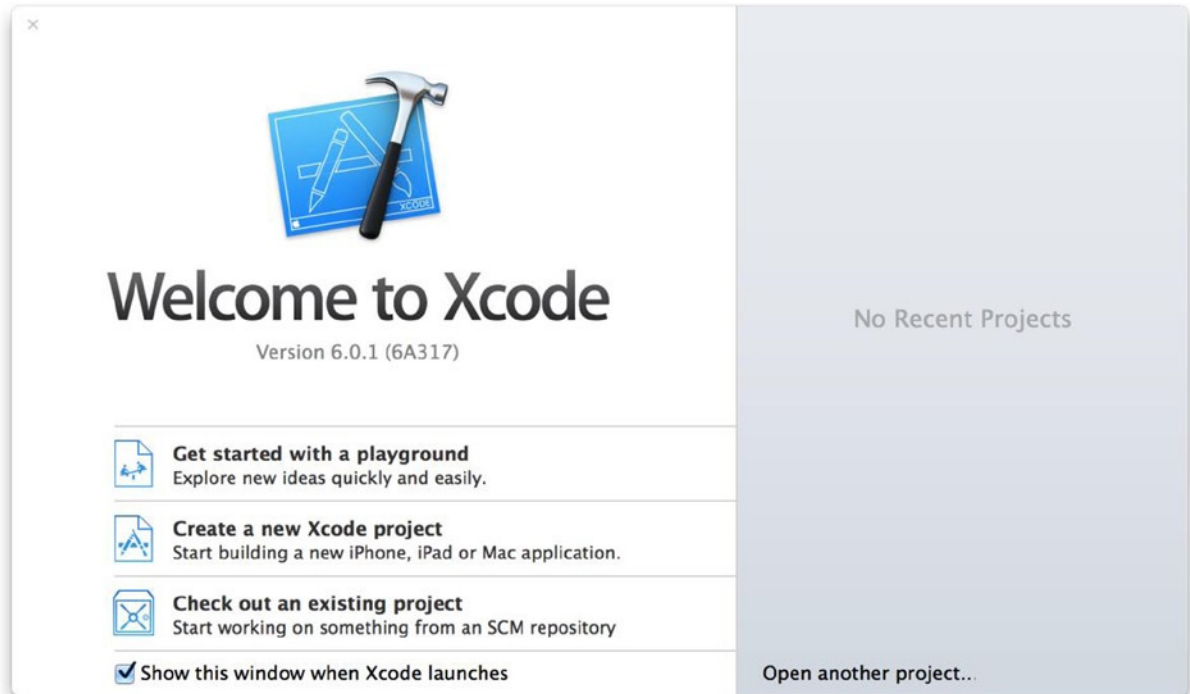 XCODE
Welcome to Xcode
Version 6.0.1 (6A317)
Get started with a playground
Explore new ideas quickly and easily.
Create a new Xcode project
Start building a new iPhone, iPad or Mac application.
Check out an existing project
Start working on something from an SCM repository
Show this window when Xcode launches
No Recent Projects
Open another project...